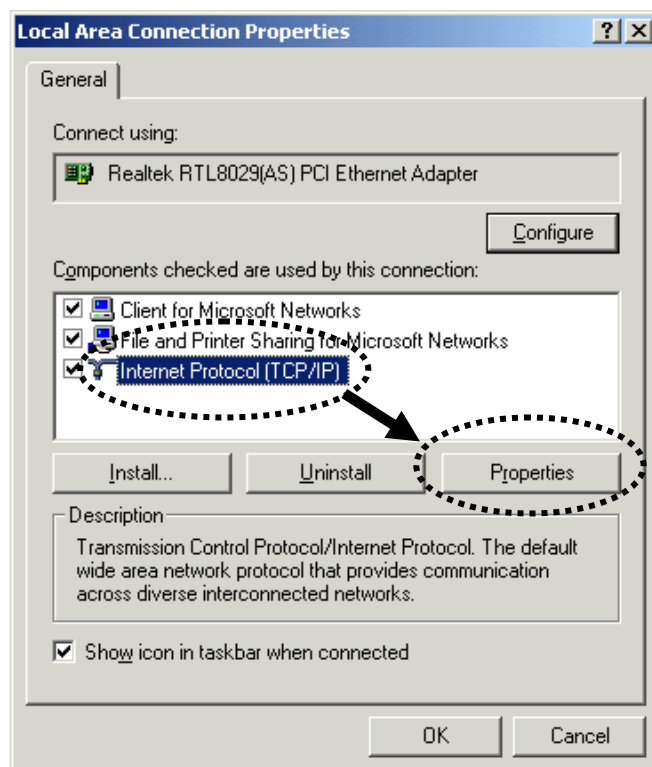 Local Area Connection Properties
General
Connect using:
Realtek RTL8029(AS) PCI Ethernet Adapter
Configure
Components checked are used by this connection:
Client for Microsoft Networks
File and Printer Sharing for Microsoft Networks
Internet Protocol (TCP/IP)
Install... Uninstall Properties
Description
Transmission Control Protocol/Internet Protocol. The default
wide area network protocol that provides communication
across diverse interconnected networks.
Show icon in taskbar when connected
OK Cancel